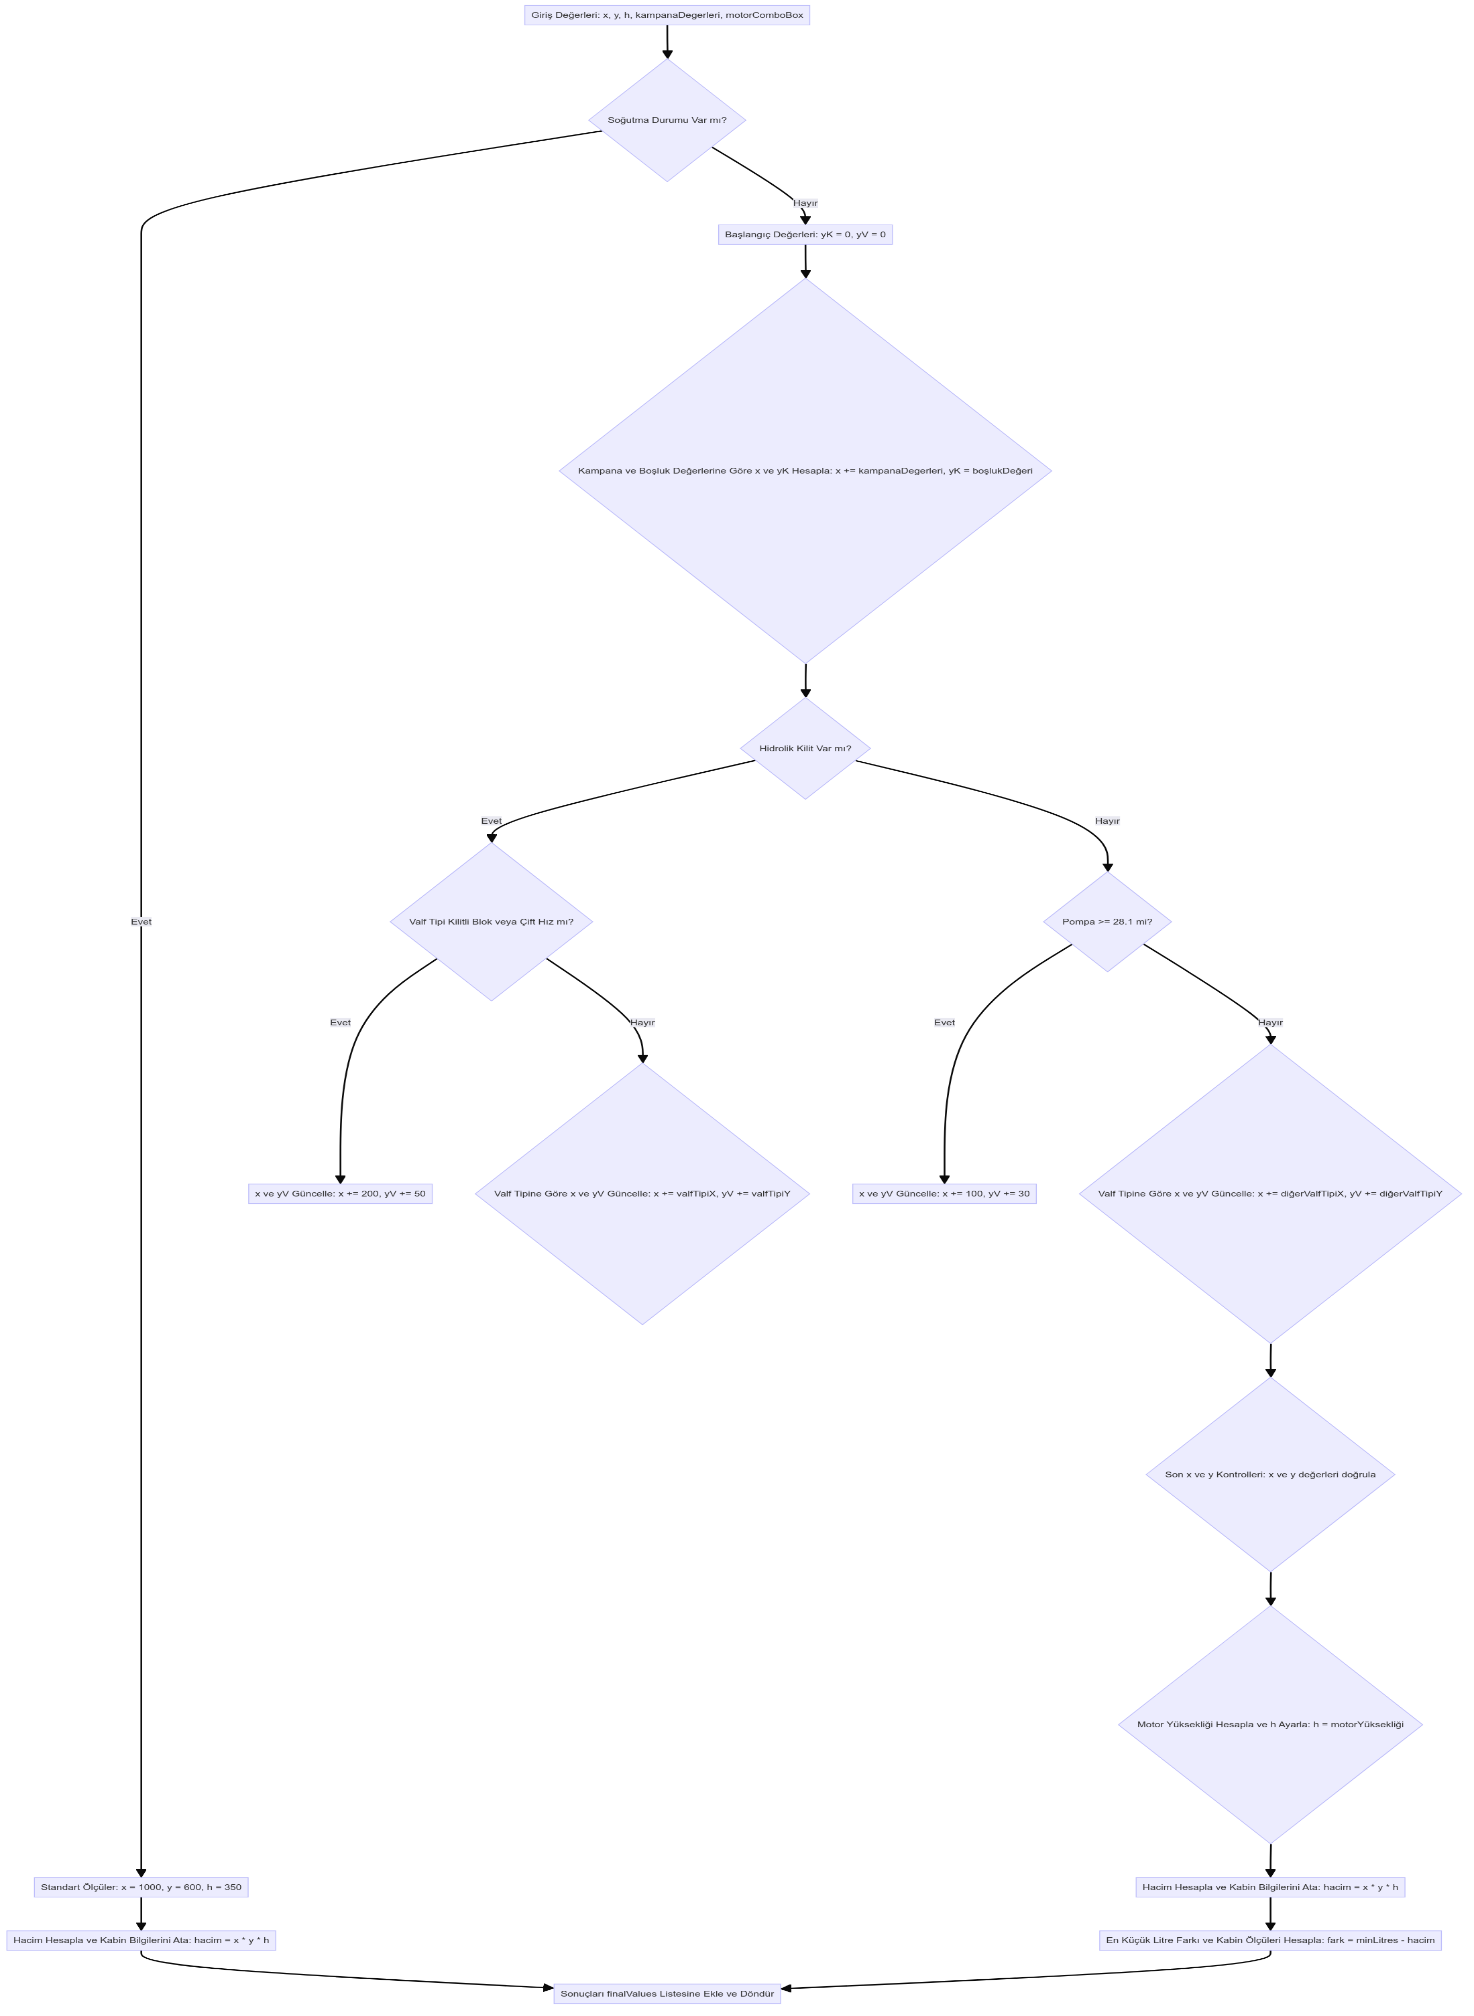 Giriş Değerleri: x, y, h, kampanaDegerleri, motorComboBox
Soğutma Durumu Var mı?
Hayır
Başlangıç Değerleri: yK = 0, yV = 0
Kampana ve Boşluk Değerlerine Göre x ve yK Hesapla: x += kampanaDegerleri, yK = boşlukDeğeri
Hidrolik Kilit Var mı?
Evet
Hayır
Evet
Valf Tipi Kilitli Blok veya Çift Hız mı?
Pompa >= 28.1 mi?
Evet
Hayır
Evet
Hayır
x ve yV Güncelle: x += 200, yV += 50
Valf Tipine Göre x ve yV Güncelle: x += valfTipiX, yV += valfTipiY
x ve yV Güncelle: x += 100, yV += 30
Valf Tipine Göre x ve yV Güncelle: x += diğerValfTipiX, yV += diğerValfTipiY
Son x ve y Kontrolleri: x ve y değerleri doğrula
Motor Yüksekliği Hesapla ve h Ayarla: h = motorYüksekliği
Standart Ölçüler: x = 1000, y = 600, h = 350
Hacim Hesapla ve Kabin Bilgilerini Ata: hacim = x * y * h
Hacim Hesapla ve Kabin Bilgilerini Ata: hacim = x * y * h
En Küçük Litre Farkı ve Kabin Ölçüleri Hesapla: fark = minLitres - hacim
Sonuçları finalValues Listesine Ekle ve Döndür